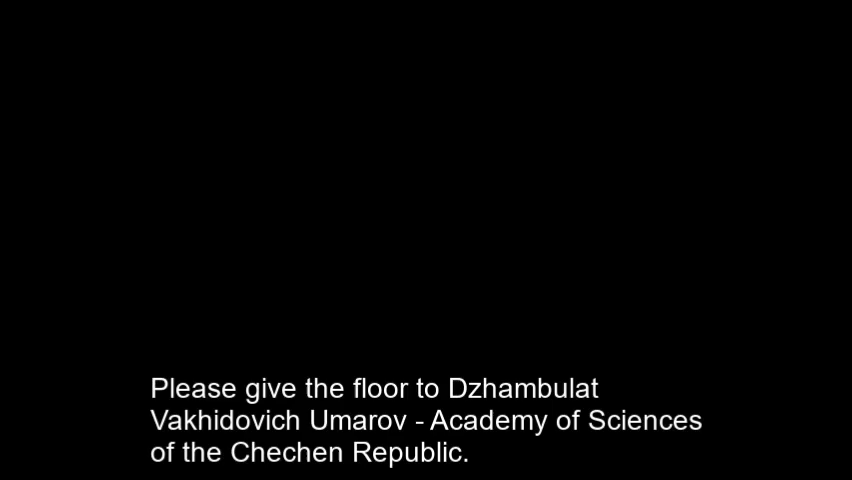 Please give the floor to Dzhambulat
Vakhidovich Umarov - Academy of Sciences
of the Chechen Republic.